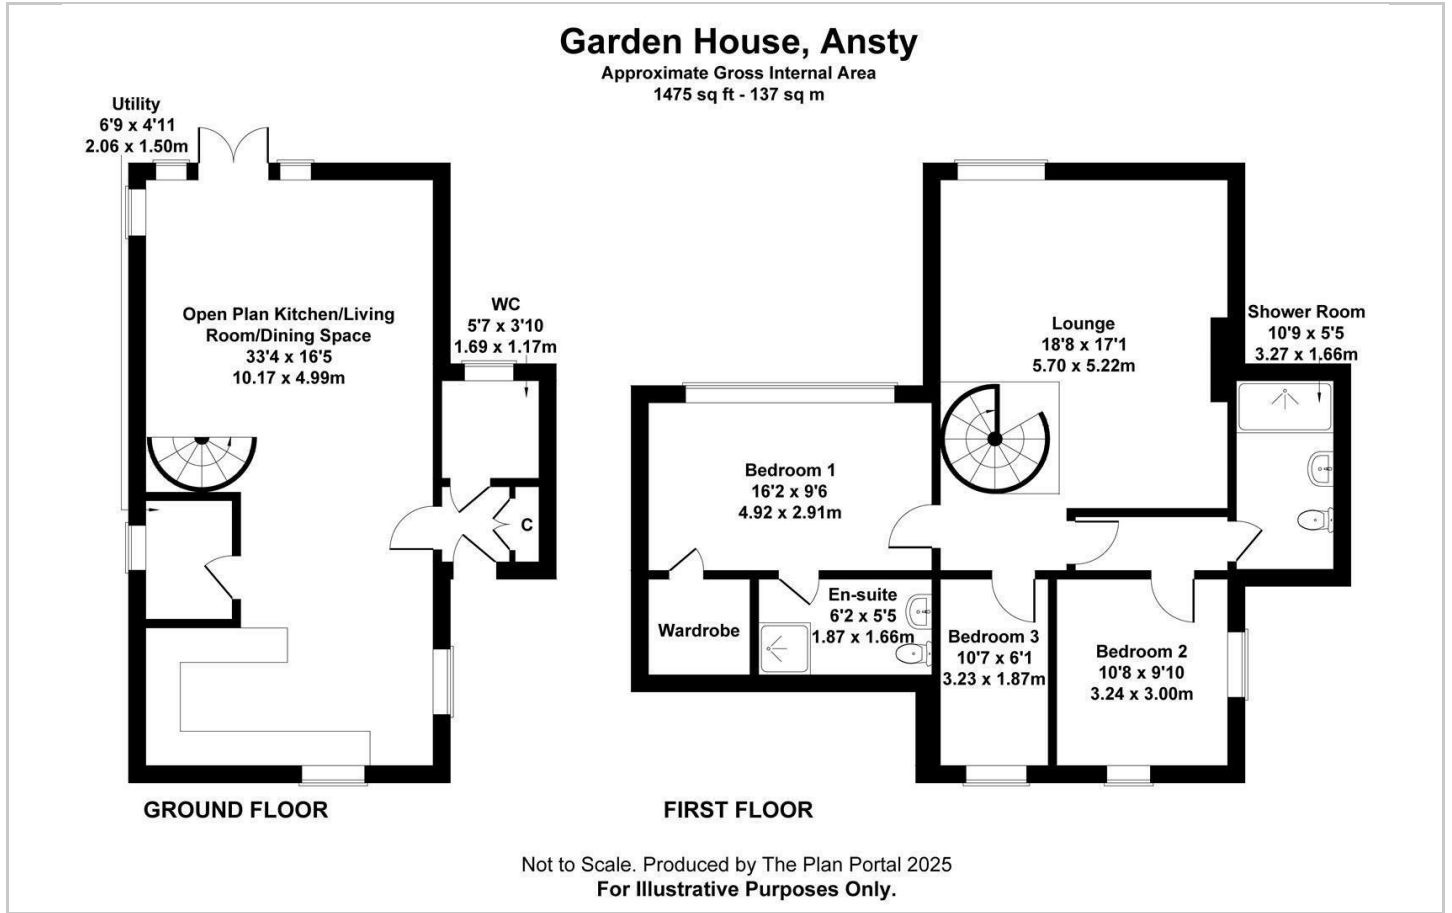 Garden House, Ansty
Approximate Gross Internal Area
1475 sq ft - 137 sq m
Utility
6'9 x 4'11
2.06 x 1.50m
Open Plan Kitchen/Living
Room/Dining Space
33'4 x 16'5
10.17 x 4.99m
WC
5'7 x 3'10
1.69 x 1.17m
C
GROUND FLOOR
Lounge
18'8 x 17'1
5.70 x 5.22m
Shower Room
10'9 x 5'5
3.27 x 1.66m
Bedroom 1
16'2 x 9'6
4.92 x 2.91m
Wardrobe
En-suite
6'2 x 5'5
1.87 x 1.66m
Bedroom 3
10'7 x 6'1
3.23 x 1.87m
Bedroom 2
10'8 x 9'10
3.24 x 3.00m
FIRST FLOOR
Not to Scale. Produced by The Plan Portal 2025
For Illustrative Purposes Only.